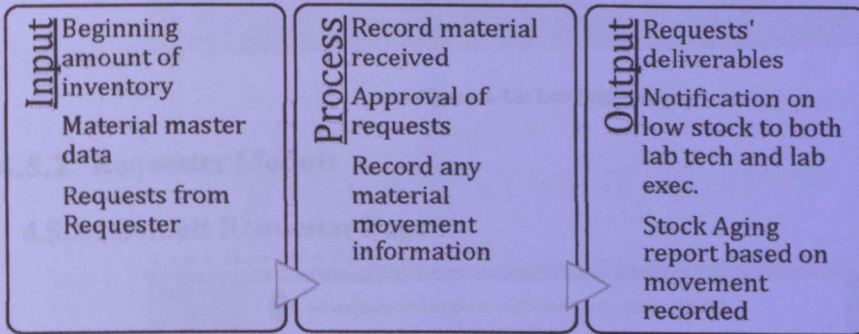 Input
Beginning
amount of
inventory
Material master
data
Requests from
Requester
Process
Record material
received
Approval of
requests
Record any
material
movement
information
Output
Requests'
deliverables
Notification on
low stock to both
lab tech and lab
exec.
Stock Aging
report based on
movement
recorded